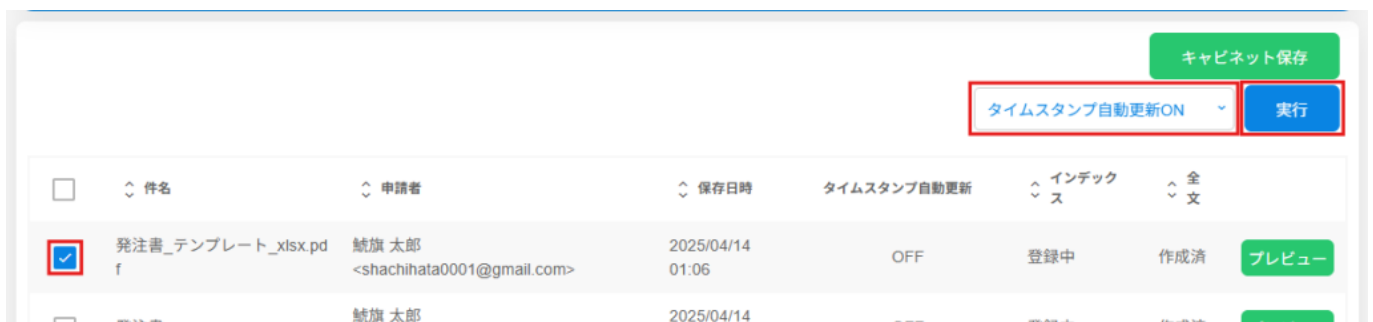 キャビネット保存
タイムスタンプ自動更新ON
実行
件名
申請者
保存日時
タイムスタンプ自動更新
インデック
ス
全
文
発注書_テンプレート_xlsx.pd
f
鯱旗 太郎
<shachihata0001@gmail.com>
2025/04/14
01:06
OFF
登録中
作成済
プレビュー
鯱旗 太郎
2025/04/14